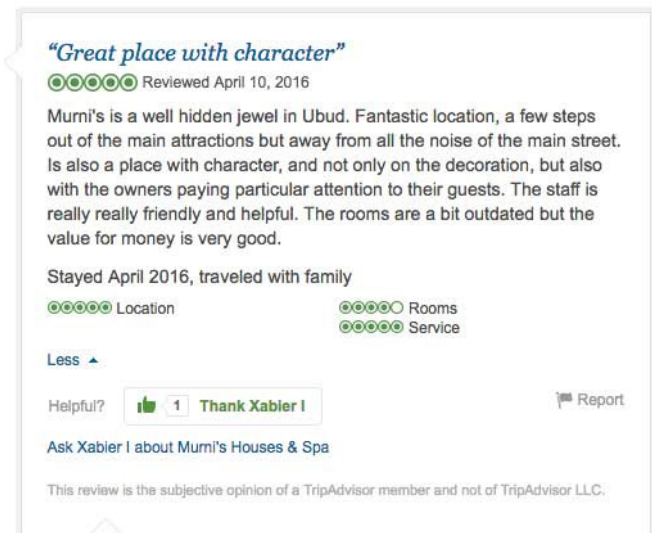 “Great place with character”
Reviewed April 10, 2016
Murni's is a well hidden jewel in Ubud. Fantastic location, a few steps
out of the main attractions but away from all the noise of the main street.
Is also a place with character, and not only on the decoration, but also
with the owners paying particular attention to their guests. The staff is
really really friendly and helpful. The rooms are a bit outdated but the
value for money is very good.
Stayed April 2016, traveled with family
Location
Rooms
Service
Less
Helpful? 1 Thank Xabier I
Report
Ask Xabier I about Murni's Houses & Spa
This review is the subjective opinion of a TripAdvisor member and not of TripAdvisor LLC.